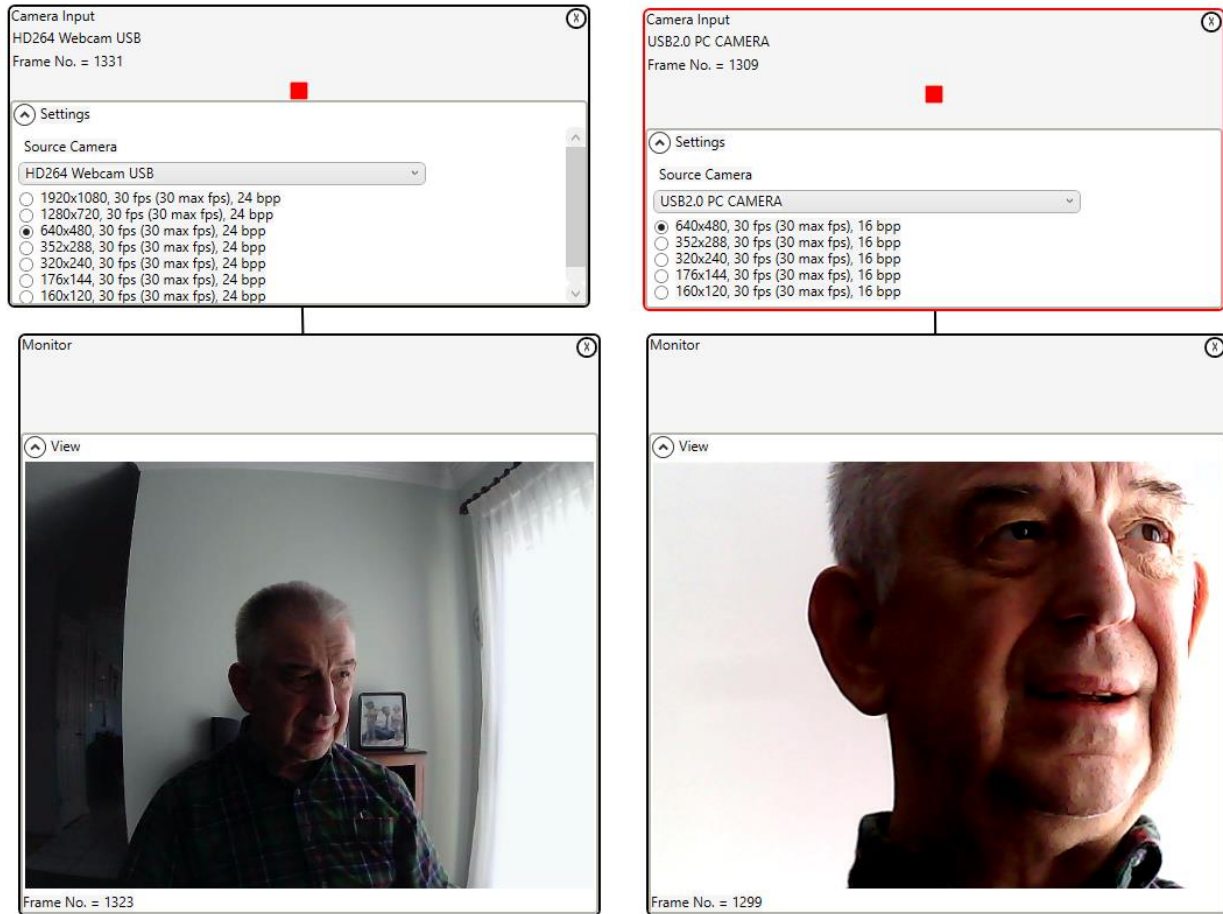 Camera Input
X
HD264 Webcam USB
Frame No. = 1331
Settings
Source Camera
HD264 Webcam USB
1920x1080, 30 fps (30 max fps), 24 bpp
1280x720, 30 fps (30 max fps), 24 bpp
640x480, 30 fps (30 max fps), 24 bpp
352x288, 30 fps (30 max fps), 24 bpp
320x240, 30 fps (30 max fps), 24 bpp
176x144, 30 fps (30 max fps), 24 bpp
160x120, 30 fps (30 max fps), 24 bpp
Monitor
X
View
Frame No. = 1323
Camera Input
X
USB2.0 PC CAMERA
Frame No. = 1309
Settings
Source Camera
USB2.0 PC CAMERA
640x480, 30 fps (30 max fps), 16 bpp
352x288, 30 fps (30 max fps), 16 bpp
320x240, 30 fps (30 max fps), 16 bpp
176x144, 30 fps (30 max fps), 16 bpp
160x120, 30 fps (30 max fps), 16 bpp
Monitor
X
View
Frame No. = 1299